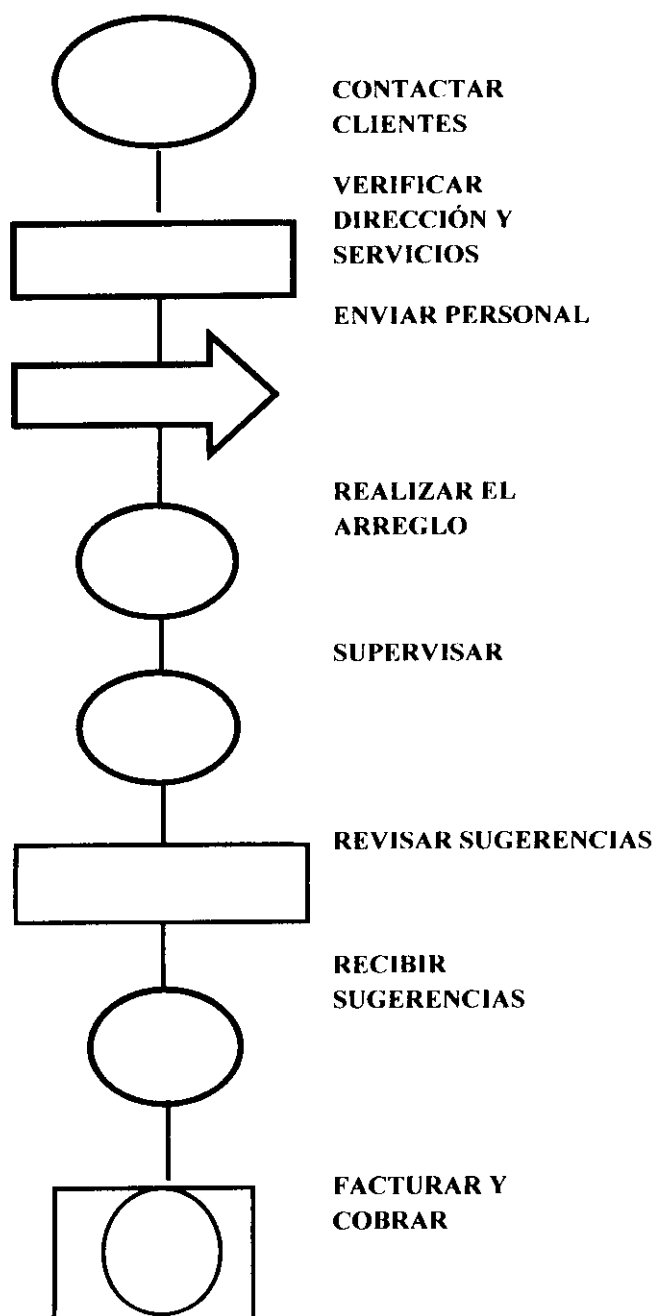 CONTACTAR
CLIENTES
VERIFICAR
DIRECCIÓN Y
SERVICIOS
ENVIAR PERSONAL
REALIZAR EL
ARREGLO
SUPERVISAR
REVISAR SUGERENCIAS
RECIBIR
SUGERENCIAS
FACTURAR Y
COBRAR